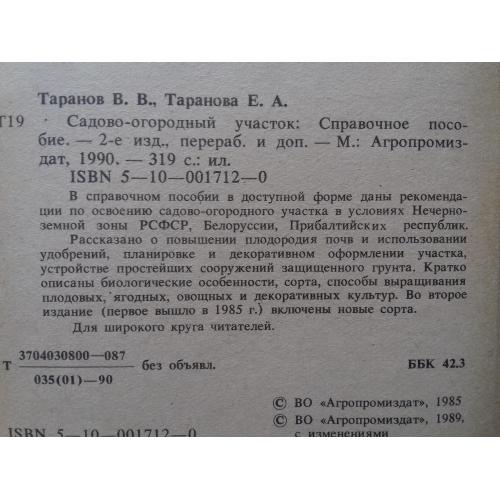 Таранов В. В., Таранова Е. А.
Т19 · Садово-огородный участок: Справочное посо-
бие. — 2-е изд., перераб. и доп. — М.: Агропромиз-
дат, 1990. — 319 с.: ил.
ISBN 5—10—001712—0
В справочном пособии в доступной форме даны рекоменда-
ции по освоению садово-огородного участка в условиях Нечерно-
земной зоны РСФСР, Белоруссии, Прибалтийских республик.
Рассказано о повышении плодородия почв и использовании
удобрений, планировке и декоративном оформлении участка,
устройстве простейших сооружений защищенного грунта. Кратко
описаны биологические особенности, сорта, способы выращивания
плодовых, ягодных, овощных и декоративных культур. Во второе
издание (первое вышло в 1985 г.) включены новые сорта.
Для широкого круга читателей.
3704030800—087
Т без объявл. ББК 42.3
035(01)—90
© ВО «Агропромиздат», 1985
© ВО «Агропромиздат», 1989,
ISBN 5—10—001712—0 с изменениями